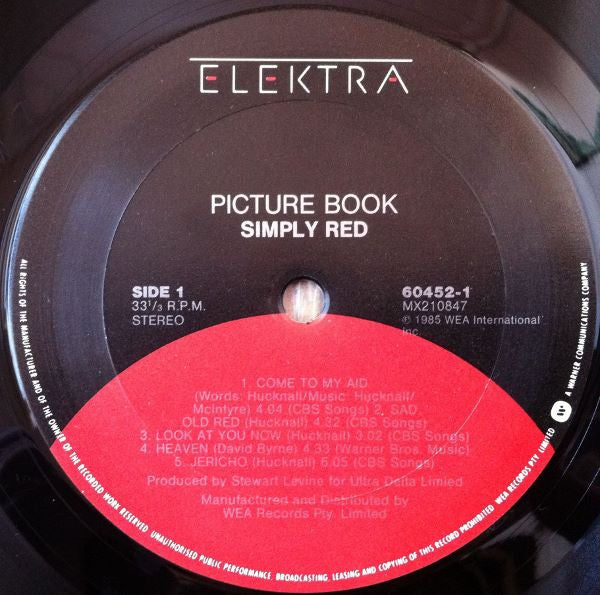 ELEKTRA
PICTURE BOOK
SIMPLY RED
SIDE 1
33 1/3 R.P.M.
STEREO
60452-1
MX210847
℗ 1985 WEA International
Inc.
1. COME TO MY AID
(Words: Hucknall/Music: Hucknall/
McIntyre) 4.04 (CBS Songs) 2. SAD
OLD RED (Hucknall) 4.32 (CBS Songs)
3. LOOK AT YOU NOW (Hucknall) 3.02 (CBS Songs)
4. HEAVEN (David Byrne) 4.33 (Warner Bros. Music)
5. JERICHO (Hucknall) 6.05 (CBS Songs)
Produced by Stewart Levine for Ultra Delta Limied
Manufactured and Distributed by
WEA Records Pty. Limited
ALL RIGHTS OF THE MANUFACTURER AND OF THE OWNER OF THE RECORDED WORK RESERVED. UNAUTHORISED PUBLIC PERFORMANCE, BROADCASTING, LEASING AND COPYING OF THIS RECORD PROHIBITED. WEA RECORDS PTY. LIMITED
A WARNER COMMUNICATIONS COMPANY